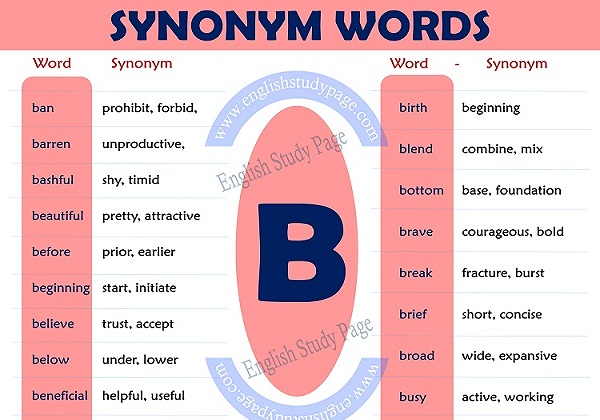 SYNONYM WORDS
Word Synonym
ban prohibit, forbid,
barren unproductive,
bashful shy, timid
beautiful pretty, attractive
before prior, earlier
beginning start, initiate
believe trust, accept
below under, lower
beneficial helpful, useful
www.englishstudypage.com
English Study Page
B
English Study Page
www.englishstudypage.com
Word - Synonym
birth beginning
blend combine, mix
bottom base, foundation
brave courageous, bold
break fracture, burst
brief short, concise
broad wide, expansive
busy active, working